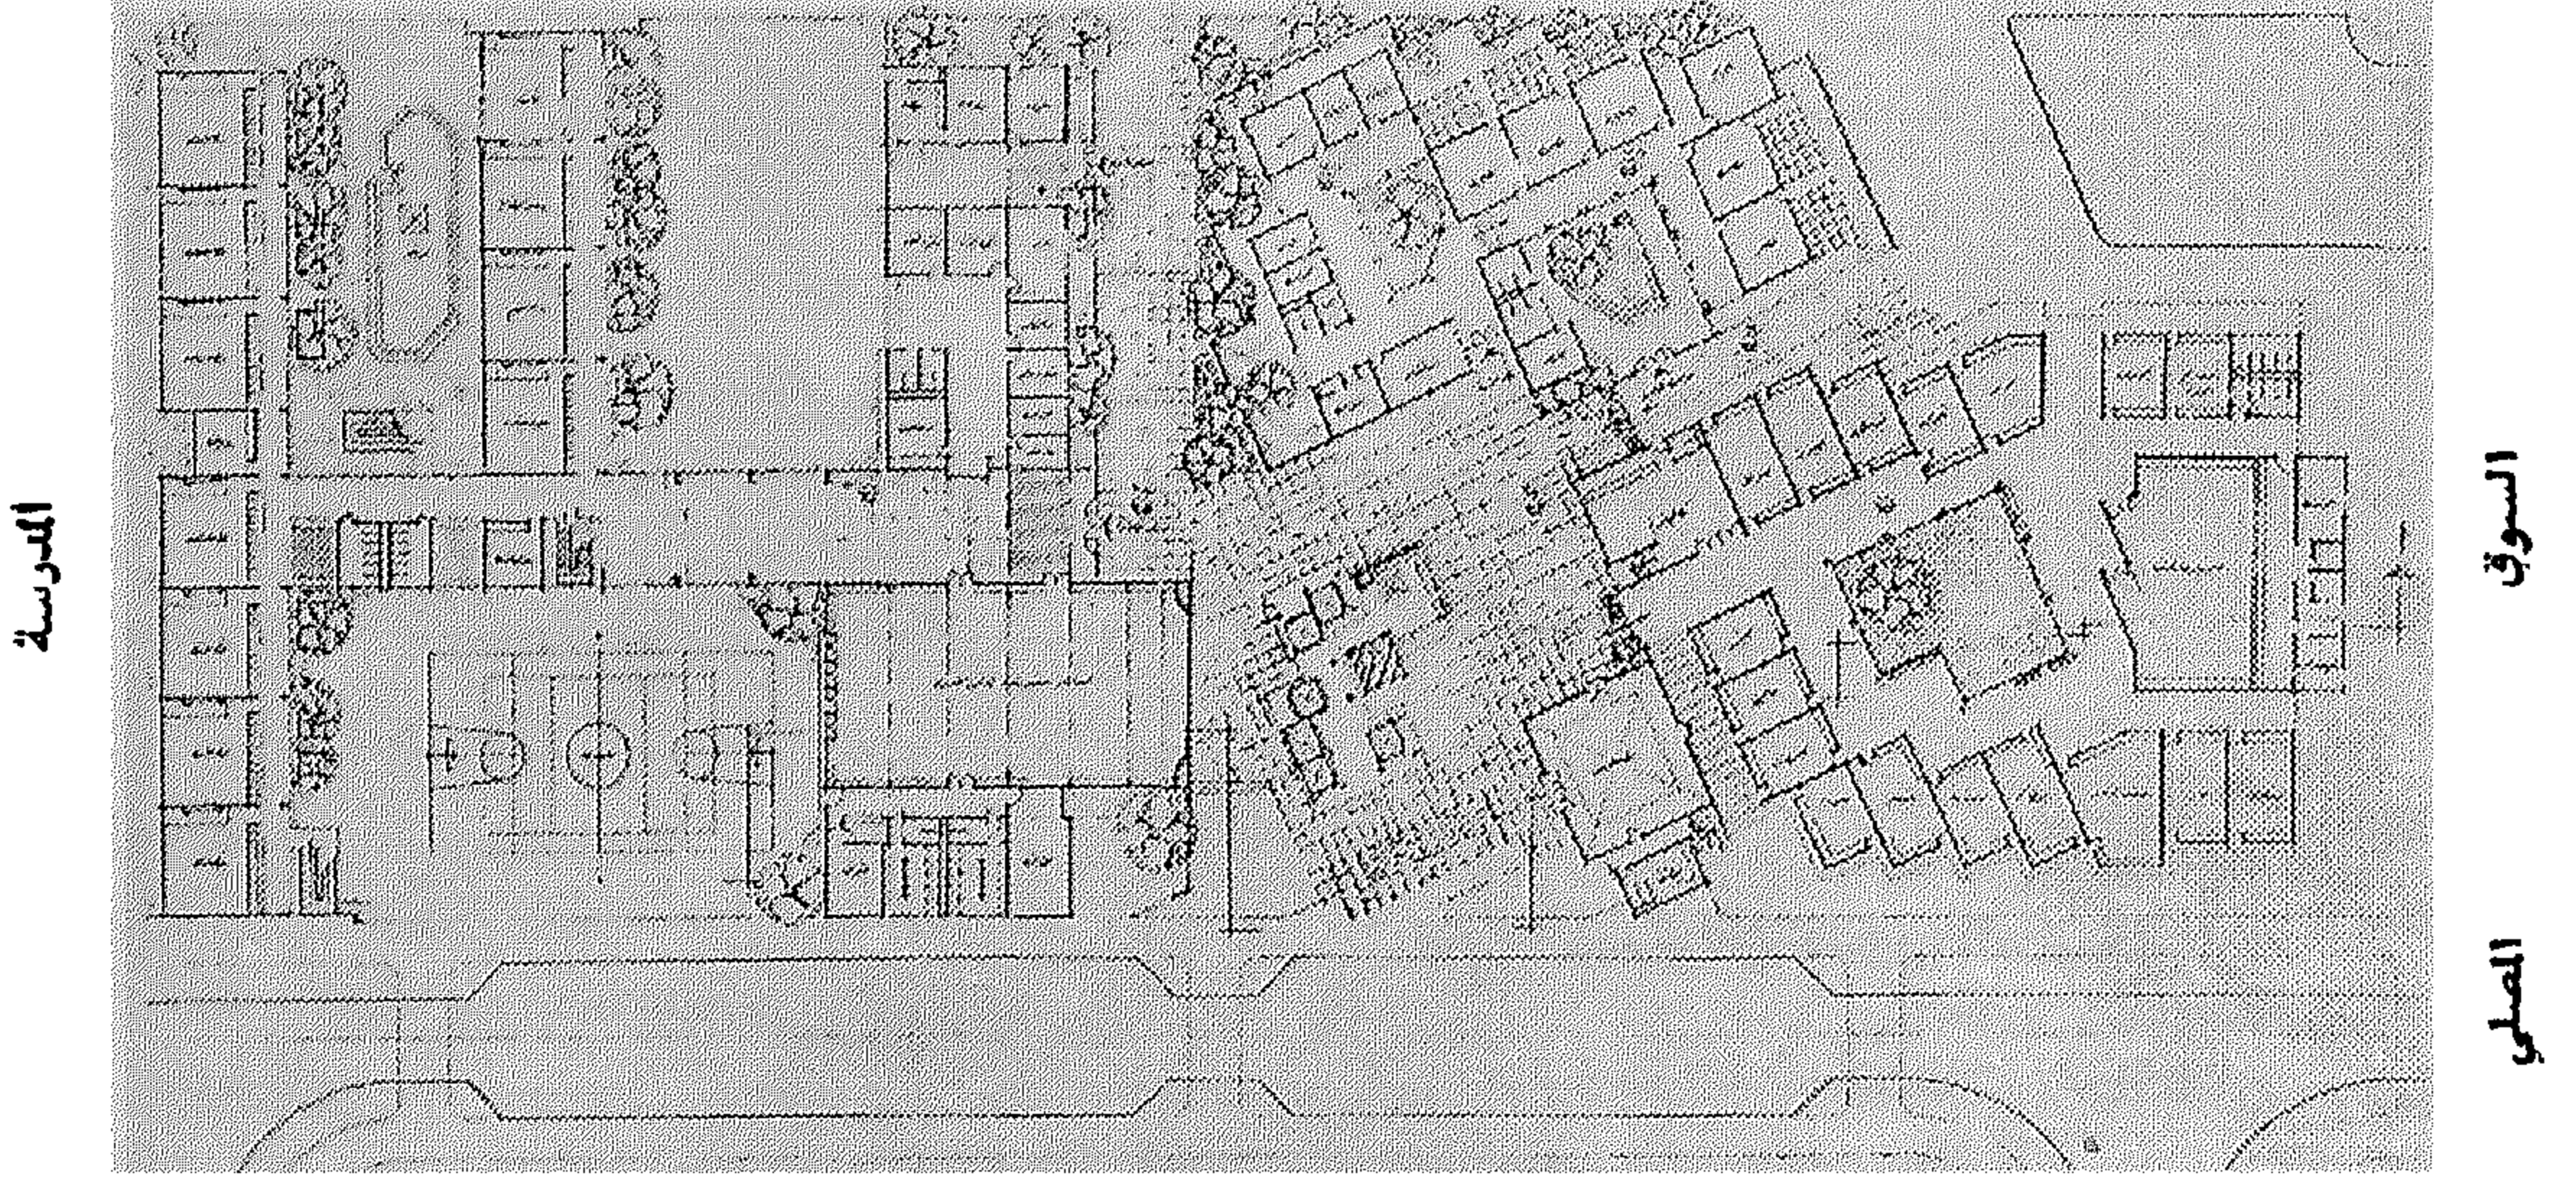 المدرسة
السوق
المصلي